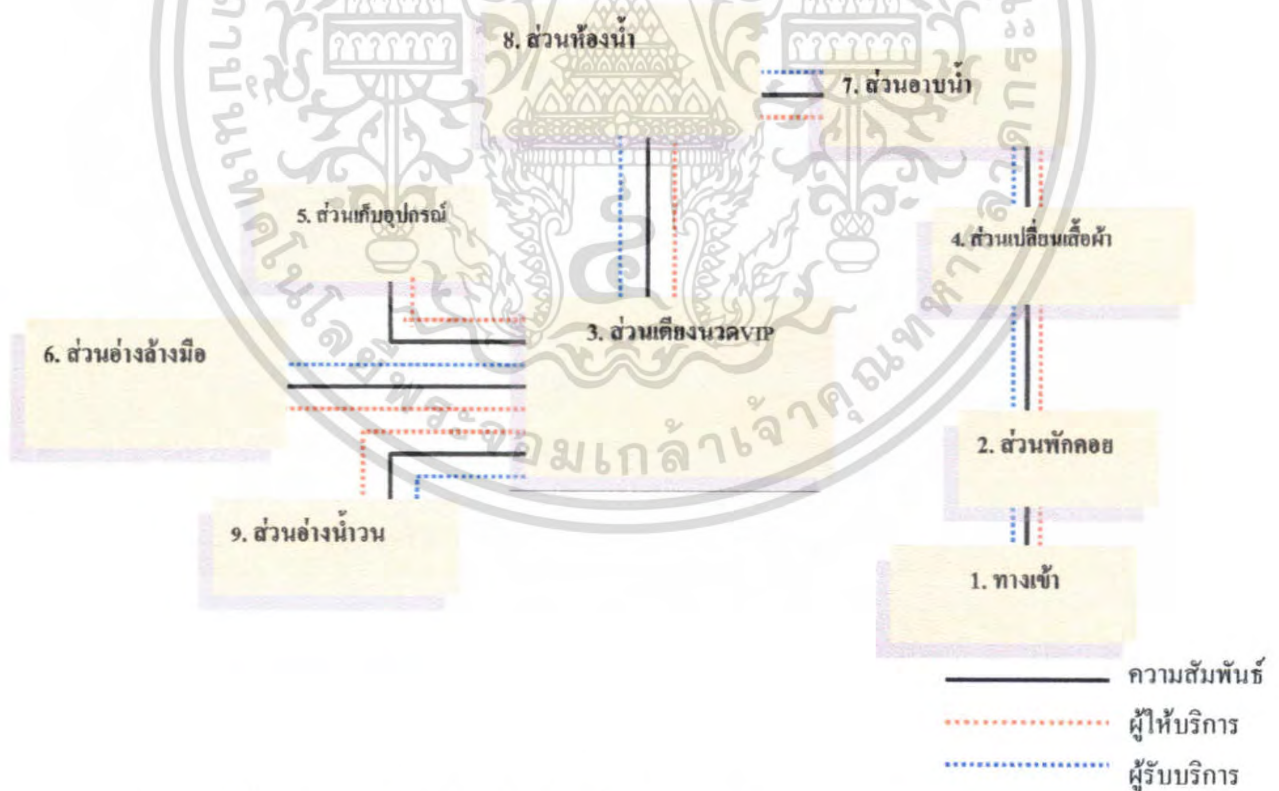 8. ส่วนห้องน้ำ
7. ส่วนอาบน้ำ
5. ส่วนเก็บอุปกรณ์
4. ส่วนเปลี่ยนเสื้อผ้า
6. ส่วนอ่างล้างมือ
3. ส่วนเตียงนวดVIP
2. ส่วนพักคอย
9. ส่วนอ่างน้ำวน
1. ทางเข้า
ความสัมพันธ์
ผู้ให้บริการ
ผู้รับบริการ